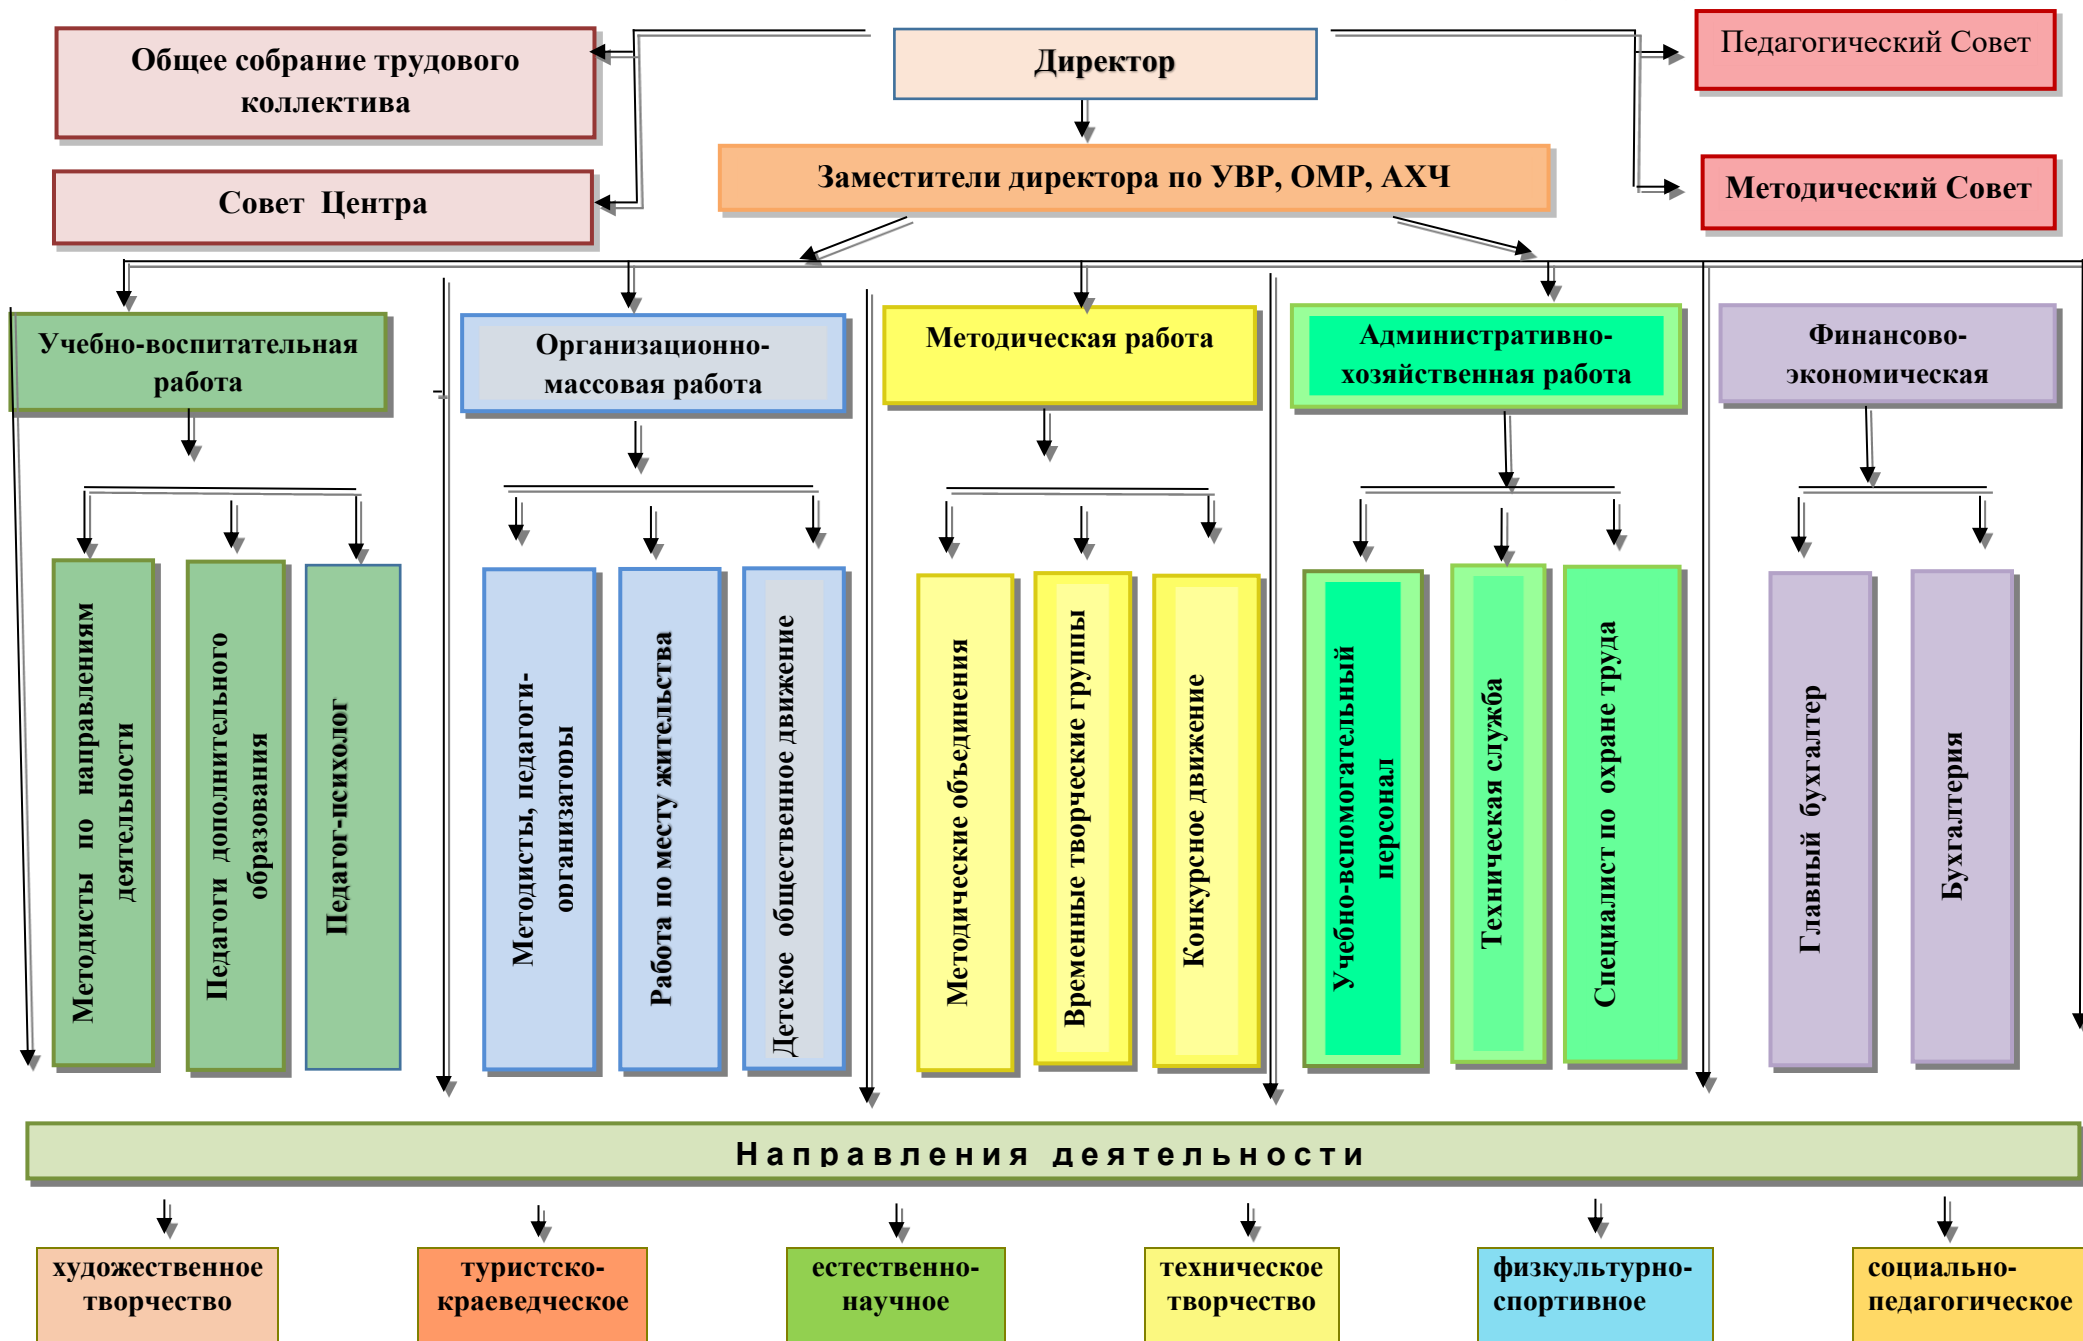 Общее собрание трудового
коллектива
Директор
Педагогический Совет
Совет Центра
Заместители директора по УВР, ОМР, АХЧ
Методический Совет
Учебно-воспитательная
работа
Организационно-
массовая работа
Методическая работа
Административно-
хозяйственная работа
Финансово-
экономическая
Методисты по направлениям
деятельности
Педагоги дополнительного
образования
Педагог-психолог
Методисты, педагоги-
организаторы
Работа по месту жительства
Детское общественное движение
Методические объединения
Временные творческие группы
Конкурсное движение
Учебно-вспомогательный
персонал
Техническая служба
Специалист по охране труда
Главный бухгалтер
Бухгалтерия
Направления деятельности
художественное
творчество
туристско-
краеведческое
естественно-
научное
техническое
творчество
физкультурно-
спортивное
социально-
педагогическое